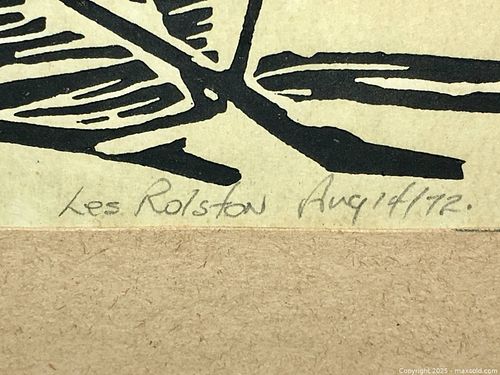 Les Rolston Aug 14/72.
Copyright 2025 - maxsold.com